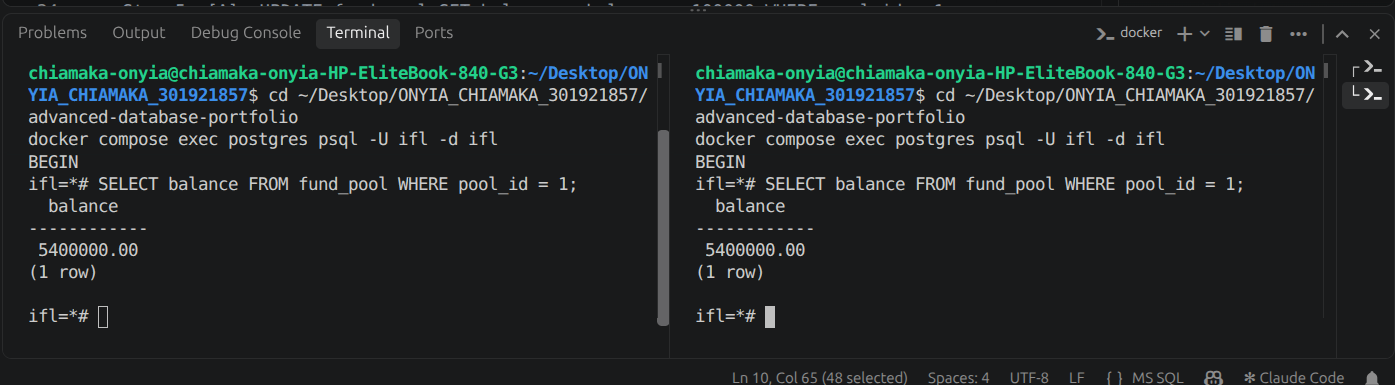 Problems Output Debug Console Terminal Ports docker
chiamaka-onyia@chiamaka-onyia-HP-EliteBook-840-G3:~/Desktop/ON
YIA_CHIAMAKA_301921857$ cd ~/Desktop/ONYIA_CHIAMAKA_301921857/
advanced-database-portfolio
docker compose exec postgres psql -U ifl -d ifl
BEGIN
ifl=*# SELECT balance FROM fund_pool WHERE pool_id = 1;
balance
------------
5400000.00
(1 row)
ifl=*#
chiamaka-onyia@chiamaka-onyia-HP-EliteBook-840-G3:~/Desktop/ON
YIA_CHIAMAKA_301921857$ cd ~/Desktop/ONYIA_CHIAMAKA_301921857/
advanced-database-portfolio
docker compose exec postgres psql -U ifl -d ifl
BEGIN
ifl=*# SELECT balance FROM fund_pool WHERE pool_id = 1;
balance
------------
5400000.00
(1 row)
ifl=*#
Ln 10, Col 65 (48 selected) Spaces: 4 UTF-8 LF { } MS SQL Claude Code